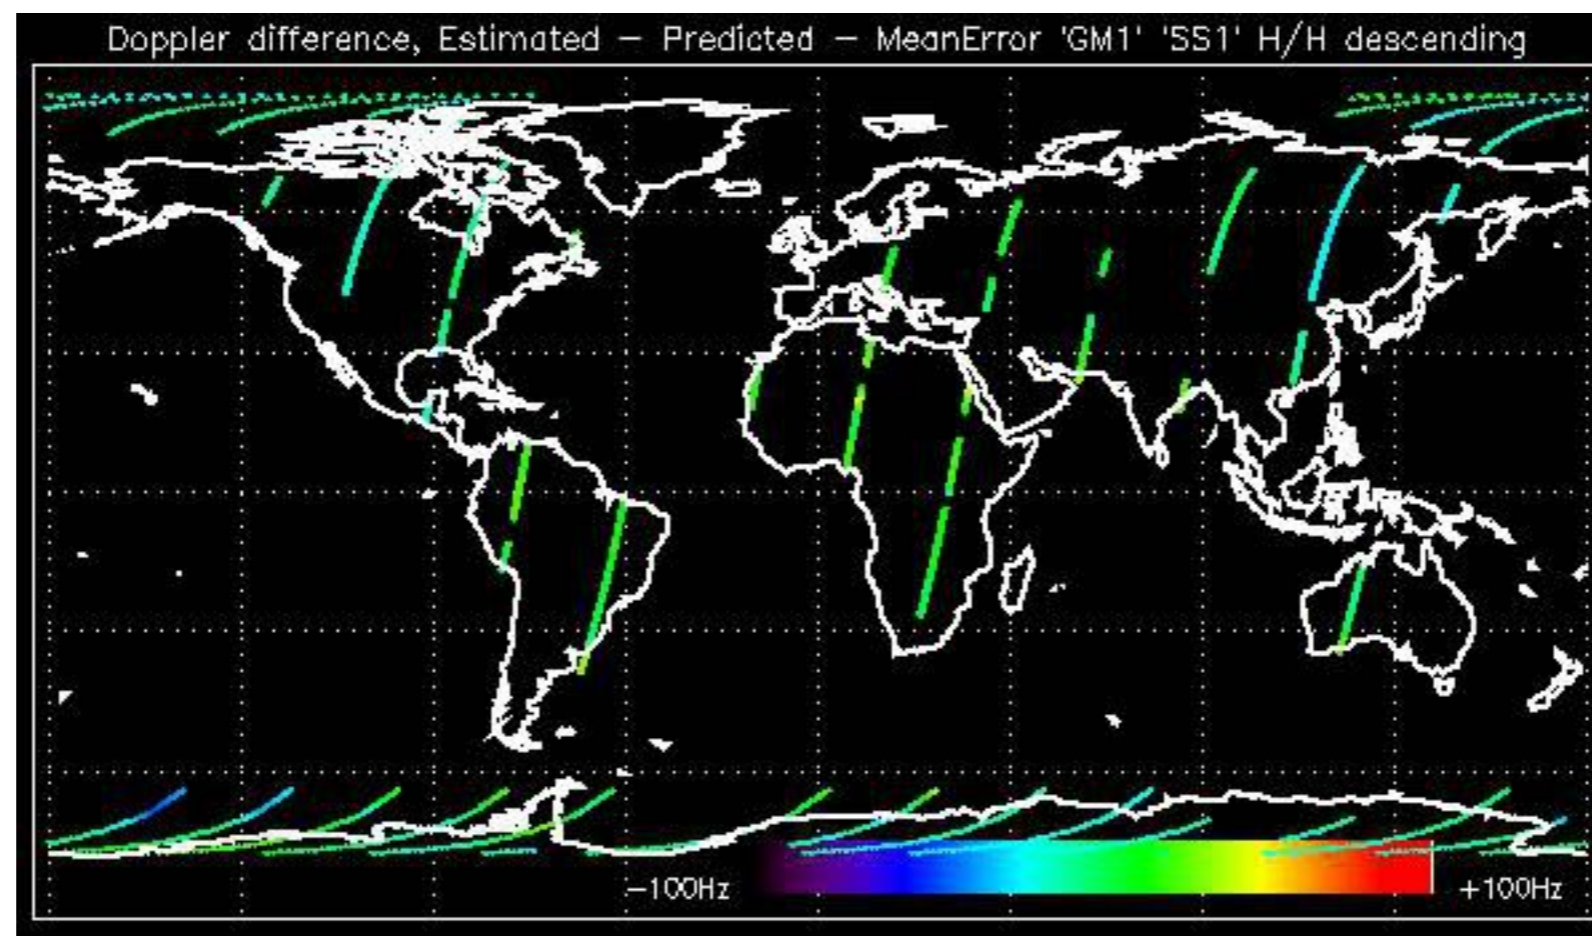 Doppler difference, Estimated – Predicted – MeanError 'GM1' 'SS1' H/H descending
–100Hz +100Hz